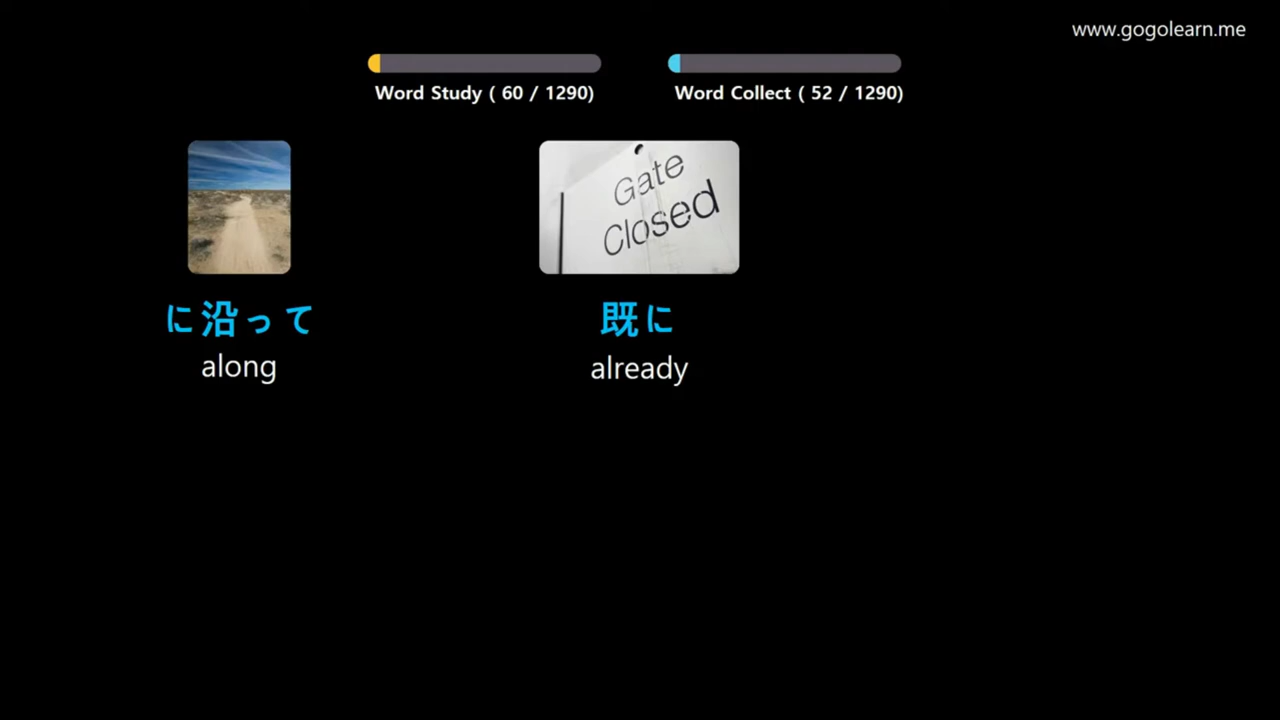 www.gogolearn.me
Word Study ( 60 / 1290)
Word Collect ( 52 / 1290)
Gate
Closed
に沿って
along
既に
already